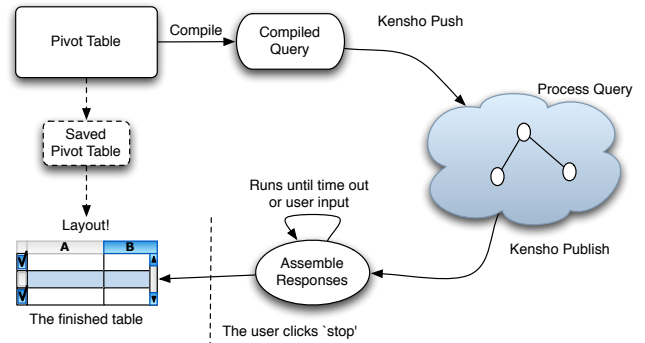 Pivot Table
Compile
Compiled
Query
Kensho Push
Process Query
Saved
Pivot Table
Runs until time out
or user input
Layout!
A
B
Assemble
Responses
Kensho Publish
The finished table
The user clicks `stop'